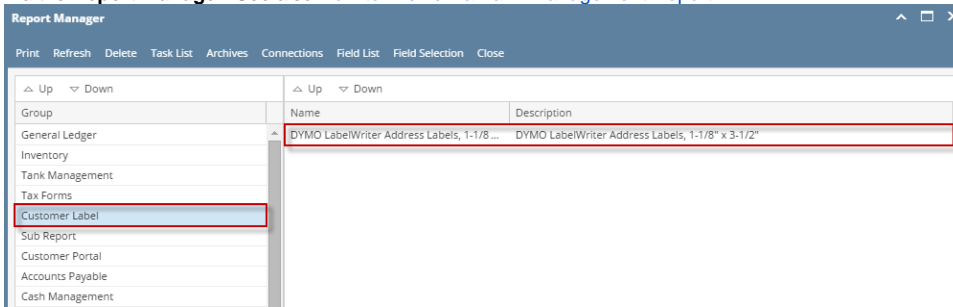 Report Manager
Print Refresh Delete Task List Archives Connections Field List Field Selection Close
Up Down
Up Down
Group
Name Description
General Ledger
DYMO LabelWriter Address Labels, 1-1/8 ... DYMO LabelWriter Address Labels, 1-1/8" x 3-1/2"
Inventory
Tank Management
Tax Forms
Customer Label
Sub Report
Customer Portal
Accounts Payable
Cash Management